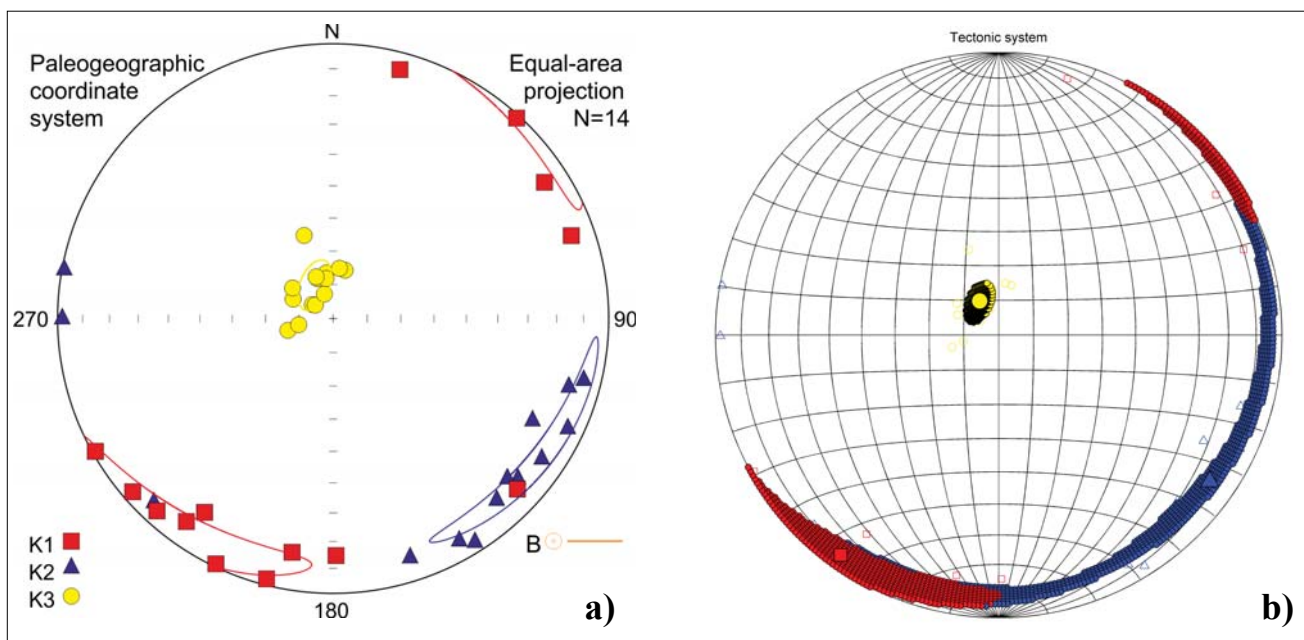 N
Paleogeographic
coordinate
system
Equal-area
projection
N=14
270
90
K1
K2
K3
B
180
a)
Tectonic system
b)